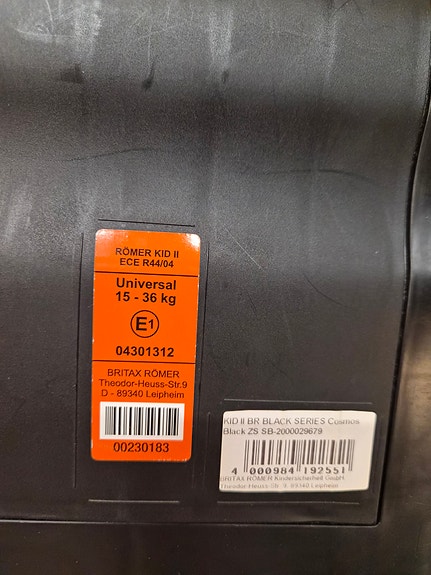 RÖMER KID II
ECE R44/04
Universal
15 - 36 kg
E1
04301312
BRITAX RÖMER
Theodor-Heuss-Str.9
D - 89340 Leipheim
00230183
KID II BR BLACK SERIES Cosmos
Black ZS SB-2000029679
4 000984 192551
BRITAX RÖMER Kindersicherheit GmbH
Theodor-Heuss-Str. 9, 89340 Leipheim